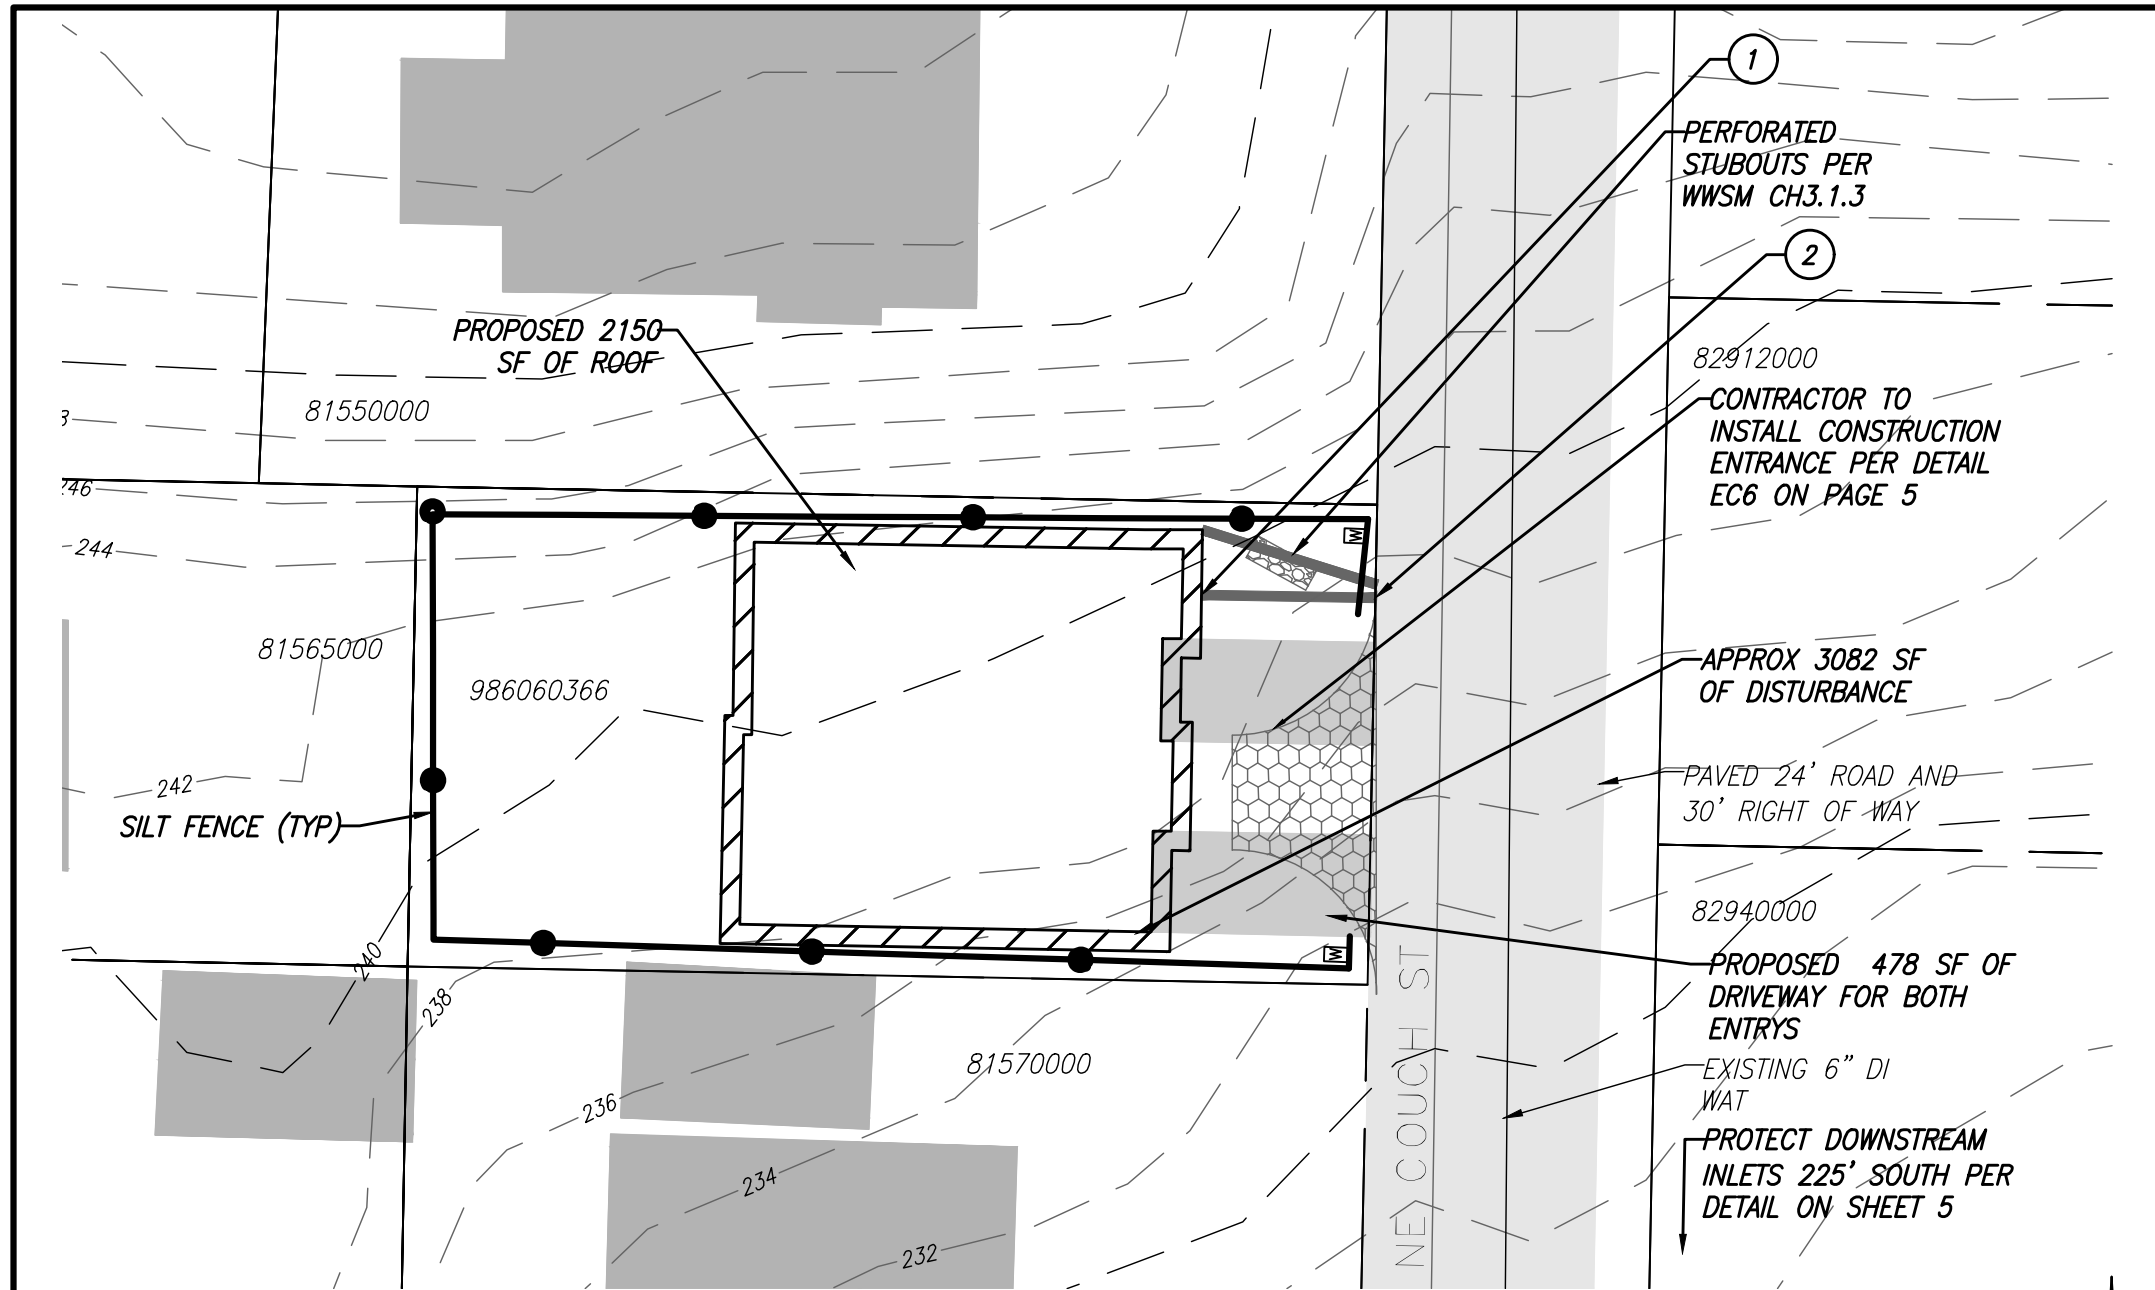 1
PERFORATED
STUBOUTS PER
WWSM CH3.1.3
2
PROPOSED 2150
SF OF ROOF
82912000
81550000
CONTRACTOR TO
INSTALL CONSTRUCTION
ENTRANCE PER DETAIL
EC6 ON PAGE 5
246
244
W
81565000
986060366
APPROX 3082 SF
OF DISTURBANCE
242
SILT FENCE (TYP)
PAVED 24' ROAD AND
30' RIGHT OF WAY
82940000
240
238
W
PROPOSED 478 SF OF
DRIVEWAY FOR BOTH
ENTRYS
81570000
EXISTING 6" DI
WAT
236
234
232
NE COUCH ST
PROTECT DOWNSTREAM
INLETS 225' SOUTH PER
DETAIL ON SHEET 5